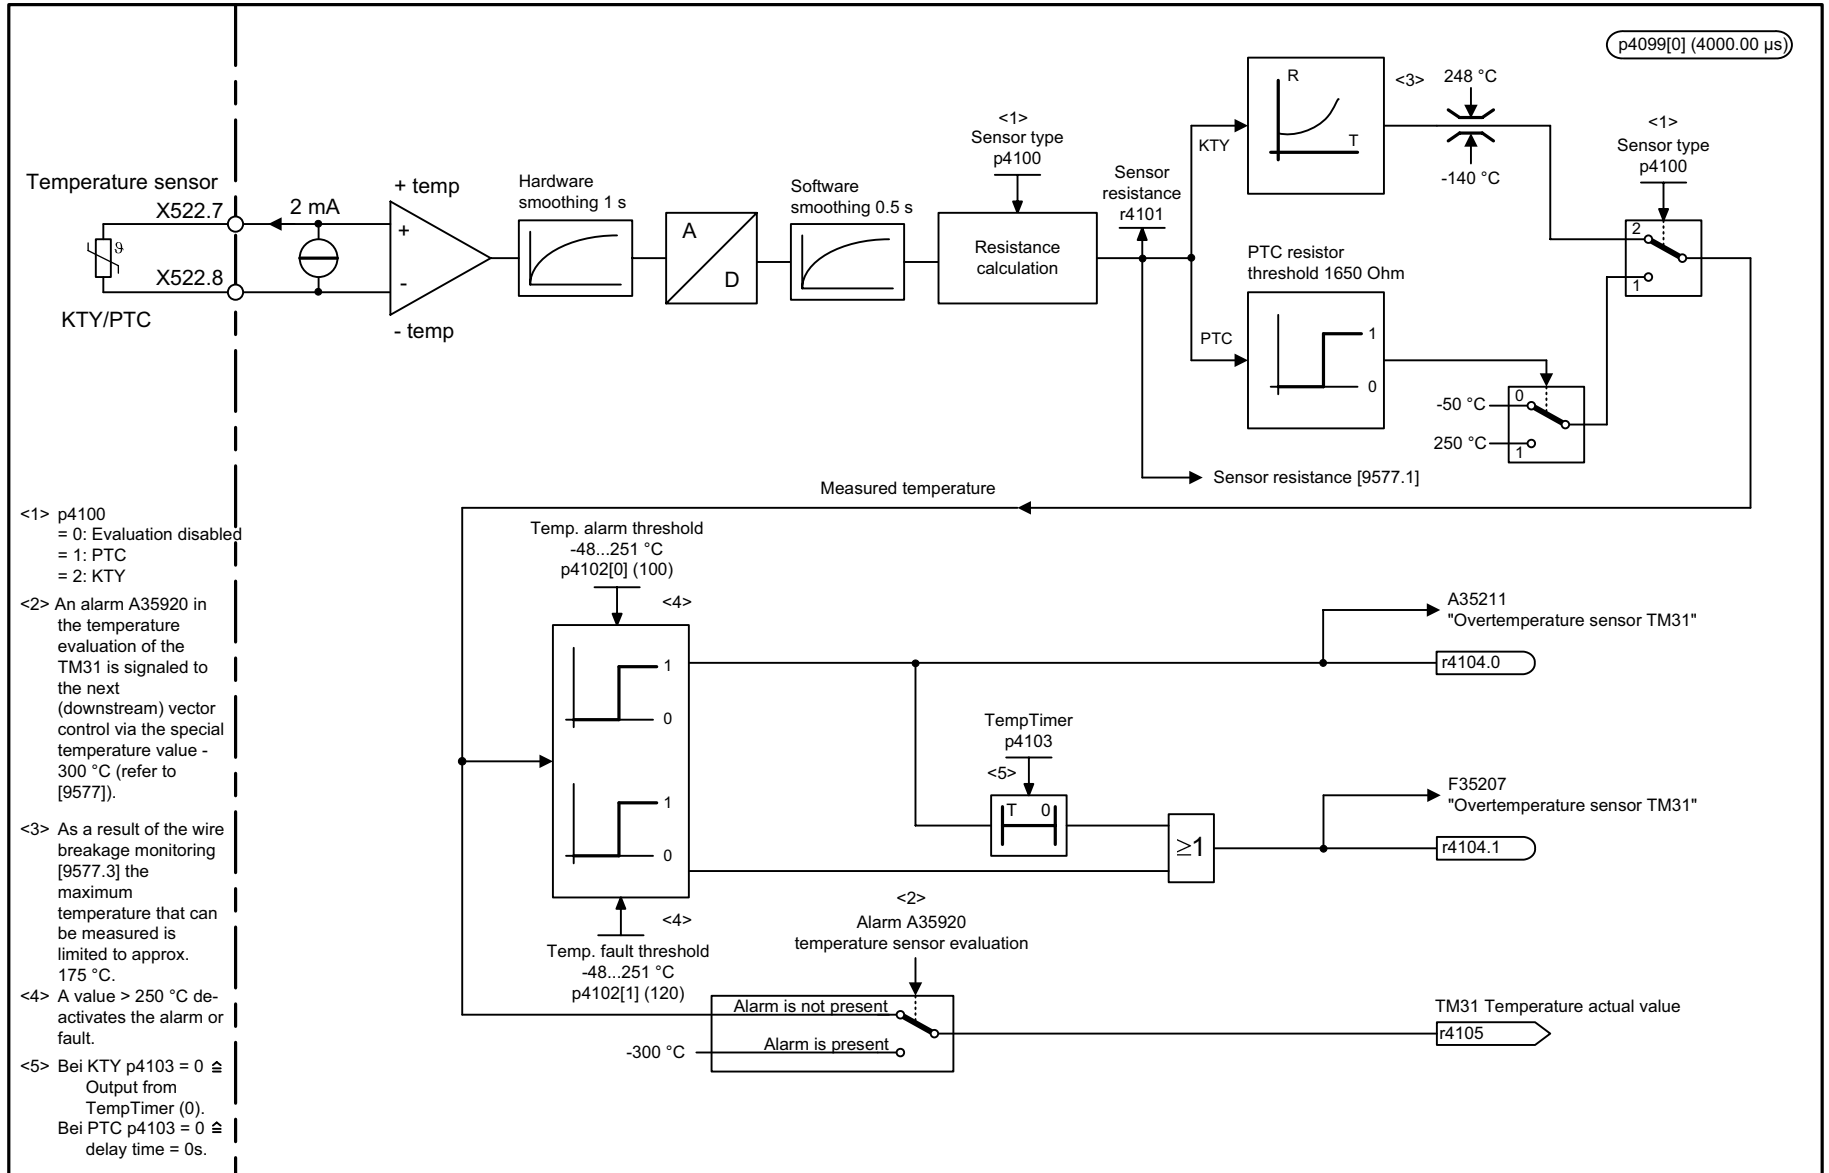 p4099[0] (4000.00 µs)
Temperature sensor
X522.7
X522.8
KTY/PTC
ϑ
2 mA
+ temp
+
-
- temp
Hardware
smoothing 1 s
A
D
Software
smoothing 0.5 s
<1>
Sensor type
p4100
Resistance
calculation
Sensor
resistance
r4101
KTY
PTC
R
T
<3>
248 °C
-140 °C
PTC resistor
threshold 1650 Ohm
1
0
-50 °C
250 °C
0
1
<1>
Sensor type
p4100
2
1
Sensor resistance [9577.1]
Measured temperature
<1> p4100
= 0: Evaluation disabled
= 1: PTC
= 2: KTY
<2> An alarm A35920 in
the temperature
evaluation of the
TM31 is signaled to
the next
(downstream) vector
control via the special
temperature value -
300 °C (refer to
[9577]).
<3> As a result of the wire
breakage monitoring
[9577.3] the
maximum
temperature that can
be measured is
limited to approx.
175 °C.
<4> A value > 250 °C de-
activates the alarm or
fault.
<5> Bei KTY p4103 = 0 ≙
Output from
TempTimer (0).
Bei PTC p4103 = 0 ≙
delay time = 0s.
Temp. alarm threshold
-48...251 °C
p4102[0] (100)
<4>
1
0
1
0
<4>
Temp. fault threshold
-48...251 °C
p4102[1] (120)
TempTimer
p4103
<5>
T 0
≥1
A35211
"Overtemperature sensor TM31"
r4104.0
F35207
"Overtemperature sensor TM31"
r4104.1
<2>
Alarm A35920
temperature sensor evaluation
Alarm is not present
-300 °C
Alarm is present
TM31 Temperature actual value
r4105